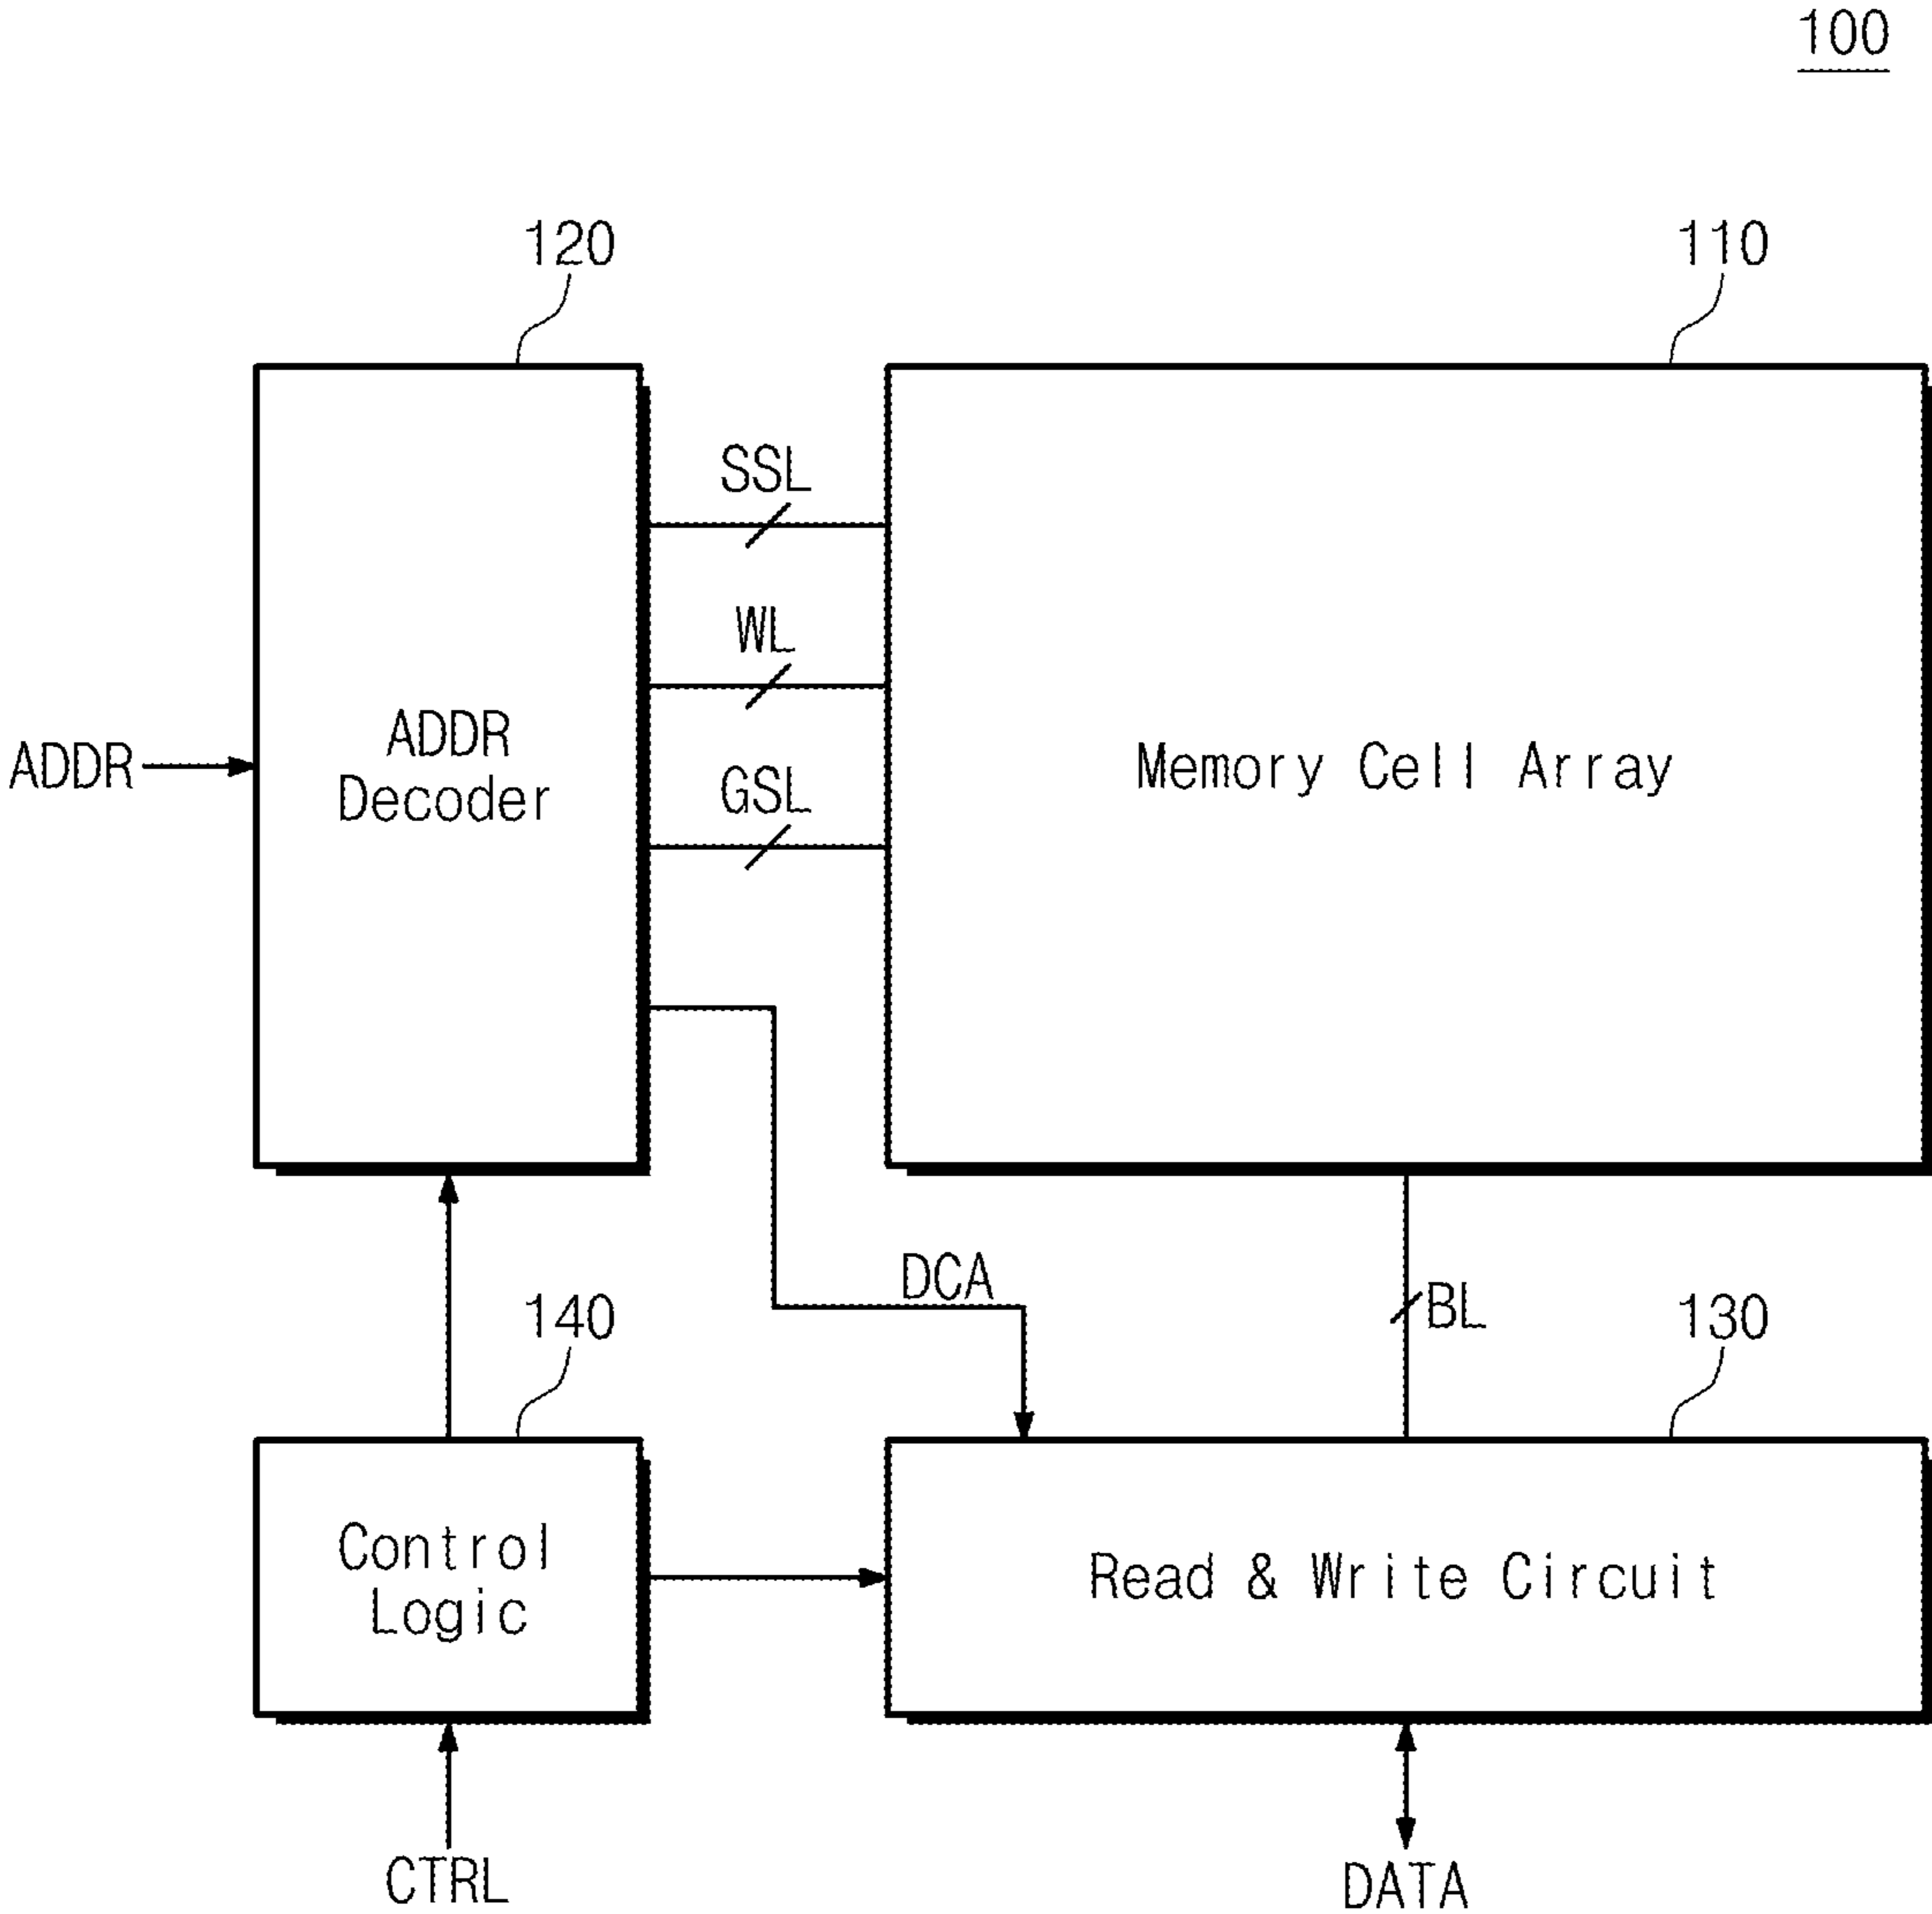 100
120
110
SSL
WL
ADDR
ADDR
Decoder
GSL
Memory Cell Array
DCA
BL
140
130
Control
Logic
Read & Write Circuit
CTRL
DATA